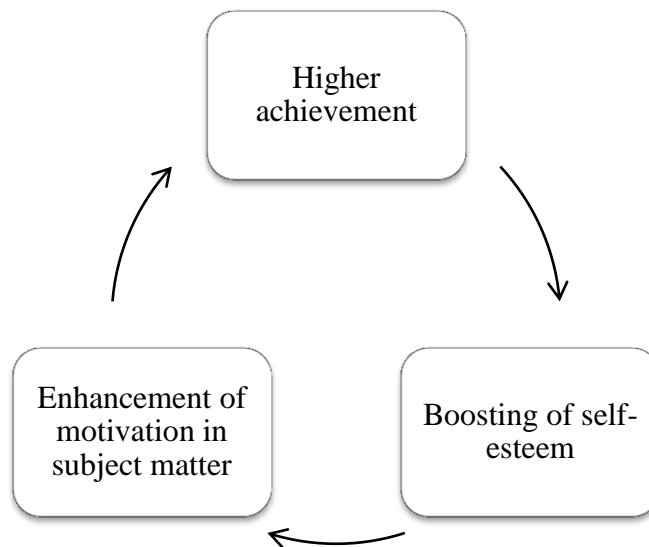 Higher
achievement
Boosting of self-
esteem
Enhancement of
motivation in
subject matter